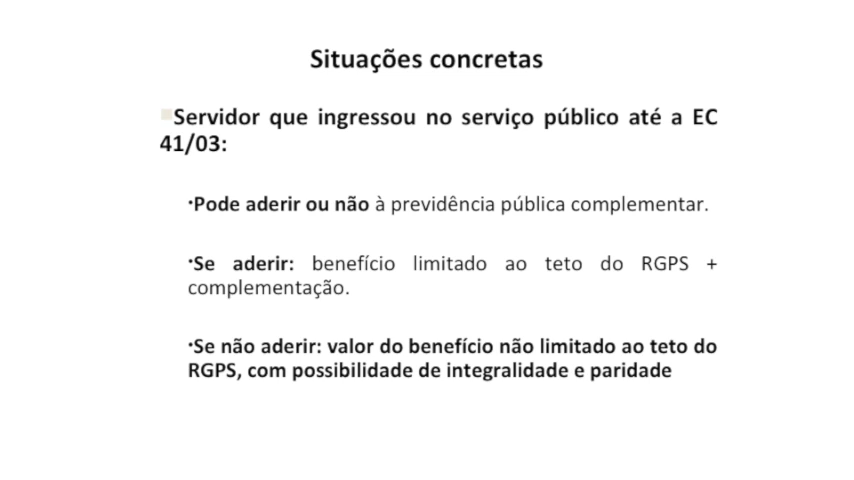 Situações concretas
Servidor que ingressou no serviço público até a EC
41/03:
•Pode aderir ou não à previdência pública complementar.
•Se aderir: benefício limitado ao teto do RGPS +
complementação.
•Se não aderir: valor do benefício não limitado ao teto do
RGPS, com possibilidade de integralidade e paridade